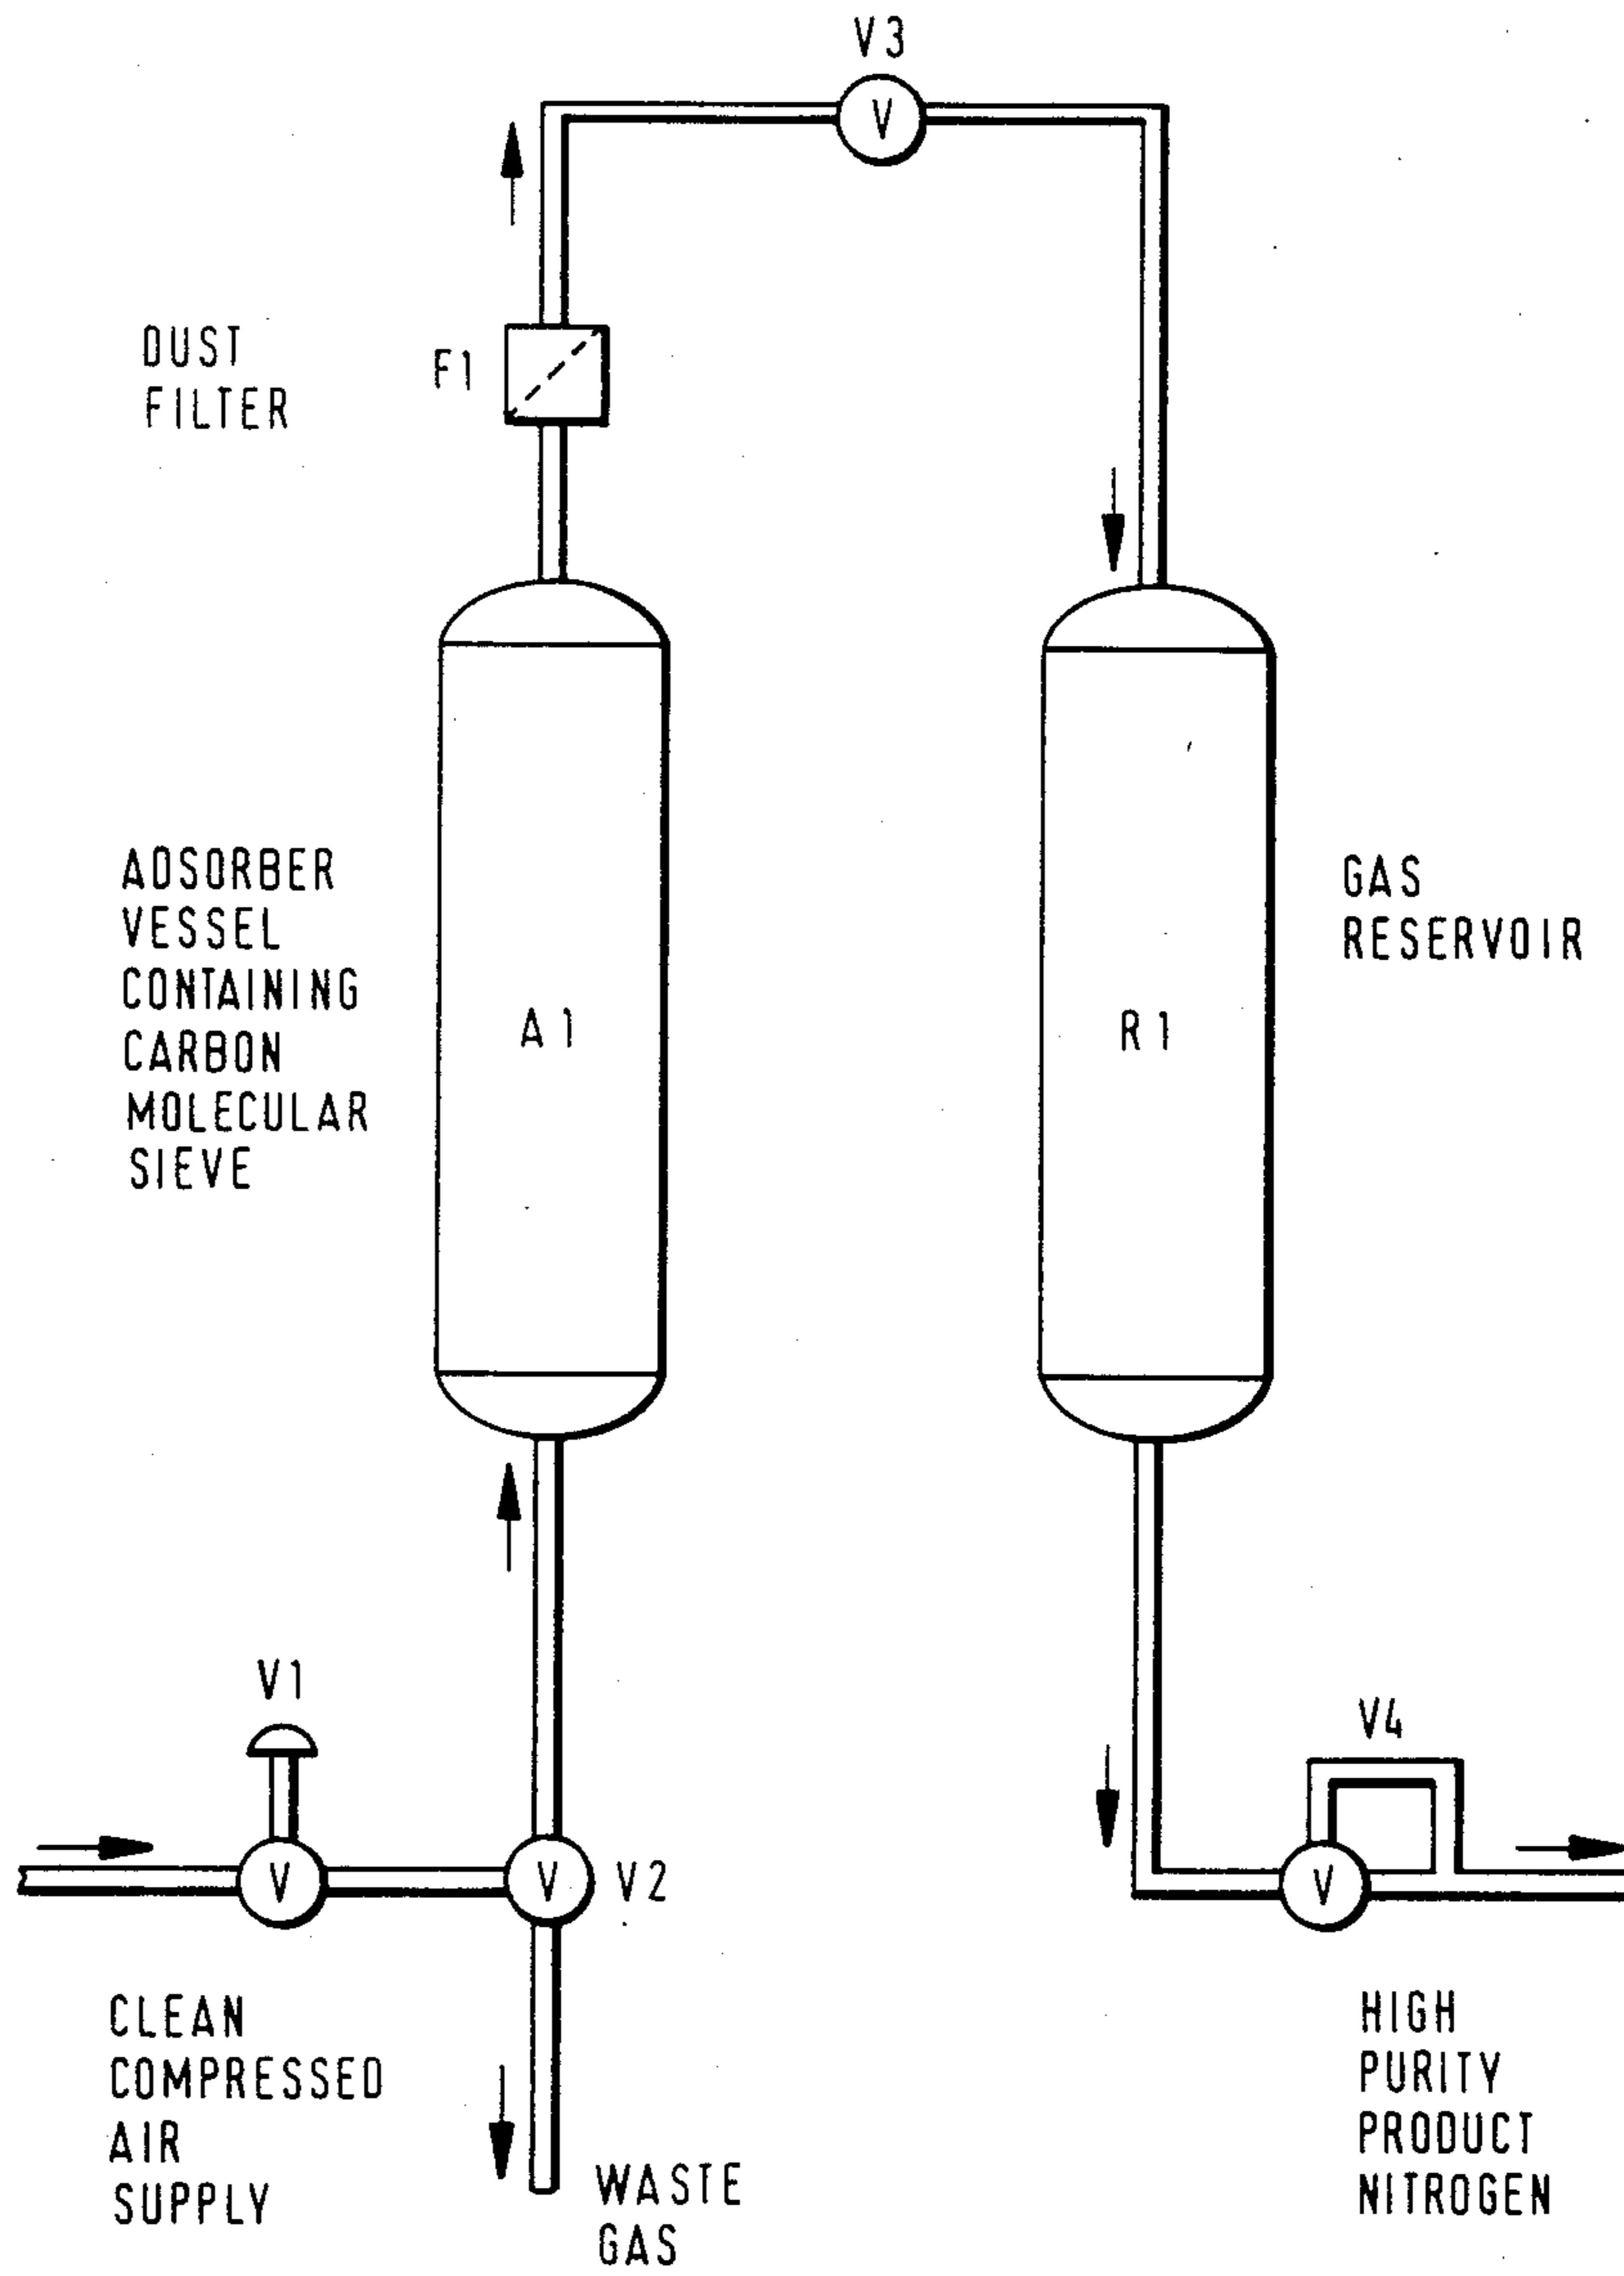 V3
V
DUST
FILTER
F1
ADSORBER
VESSEL
CONTAINING
CARBON
MOLECULAR
SIEVE
A1
R1
GAS
RESERVOIR
V1
V
V
V2
V4
V
CLEAN
COMPRESSED
AIR
SUPPLY
WASTE
GAS
HIGH
PURITY
PRODUCT
NITROGEN